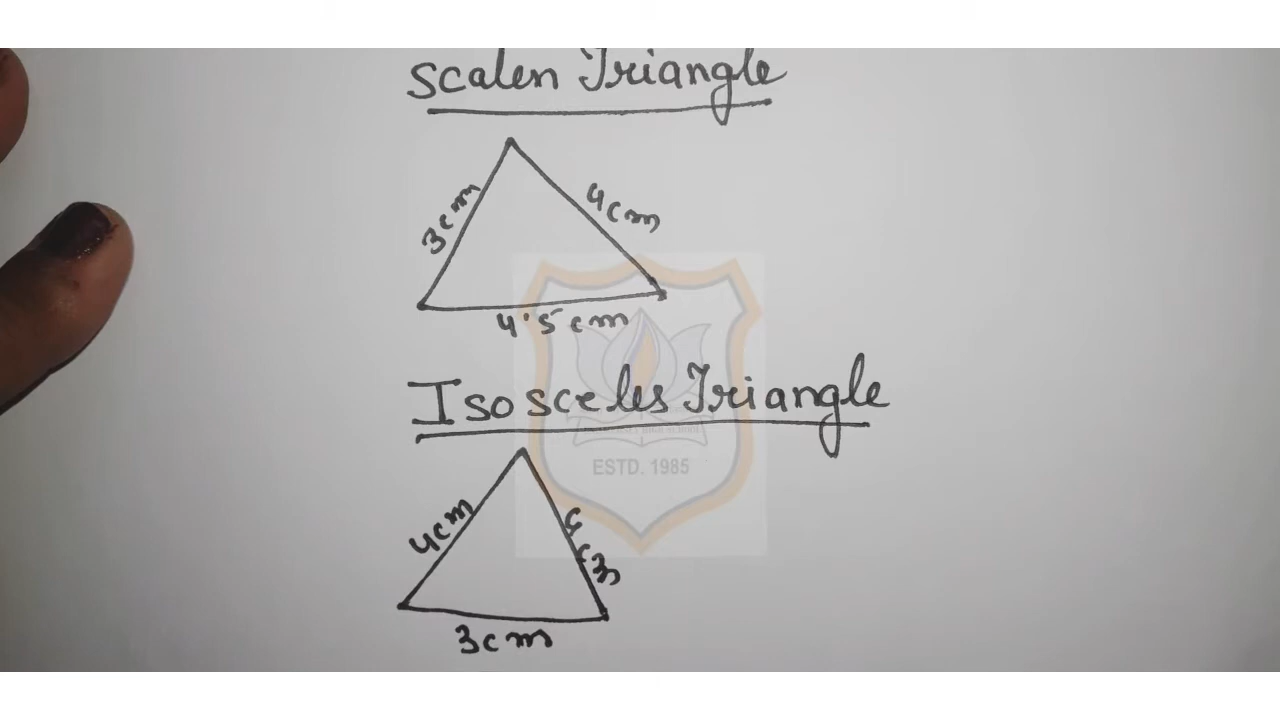 scalen Triangle
3cm
4cm
4.5cm
Isosceles Triangle
ESTD. 1985
4cm
4cm
3cm